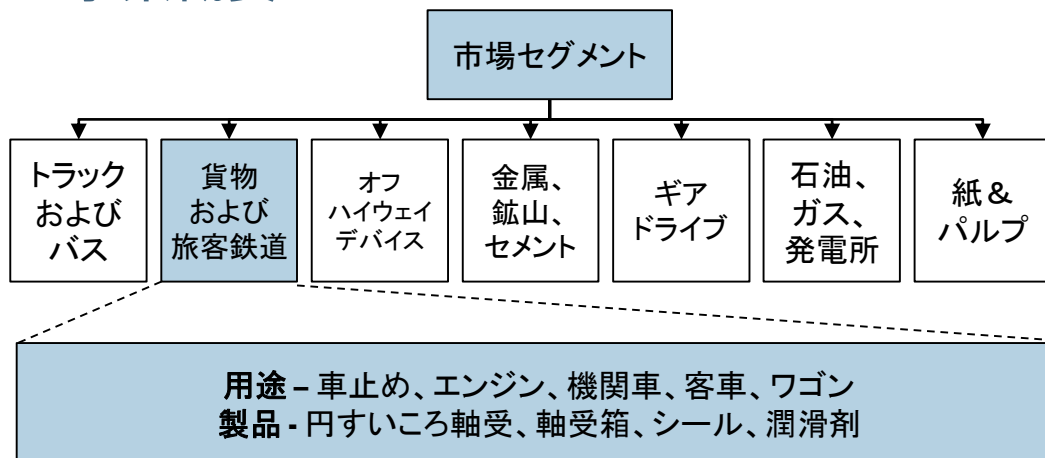 市場セグメント
トラック
および
バス
貨物
および
旅客鉄道
オフ
ハイウェイ
デバイス
金属、
鉱山、
セメント
ギア
ドライブ
石油、
ガス、
発電所
紙＆
パルプ
用途 – 車止め、エンジン、機関車、客車、ワゴン
製品 - 円すいころ軸受、軸受箱、シール、潤滑剤